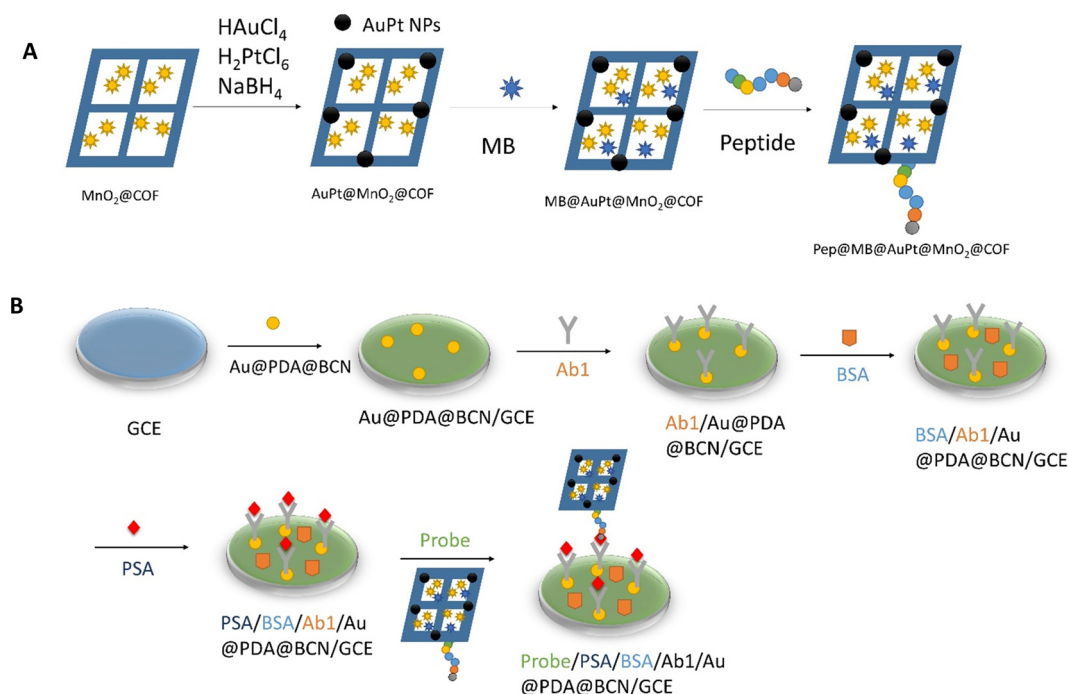 A
HAuCl₄
H₂PtCl₆
NaBH₄
AuPt NPs
MB
Peptide
MnO₂@COF
AuPt@MnO₂@COF
MB@AuPt@MnO₂@COF
Pep@MB@AuPt@MnO₂@COF
B
Au@PDA@BCN
Ab1
BSA
GCE
Au@PDA@BCN/GCE
Ab1/Au@PDA
@BCN/GCE
BSA/Ab1/Au
@PDA@BCN/GCE
PSA
Probe
PSA/BSA/Ab1/Au
@PDA@BCN/GCE
Probe/PSA/BSA/Ab1/Au
@PDA@BCN/GCE